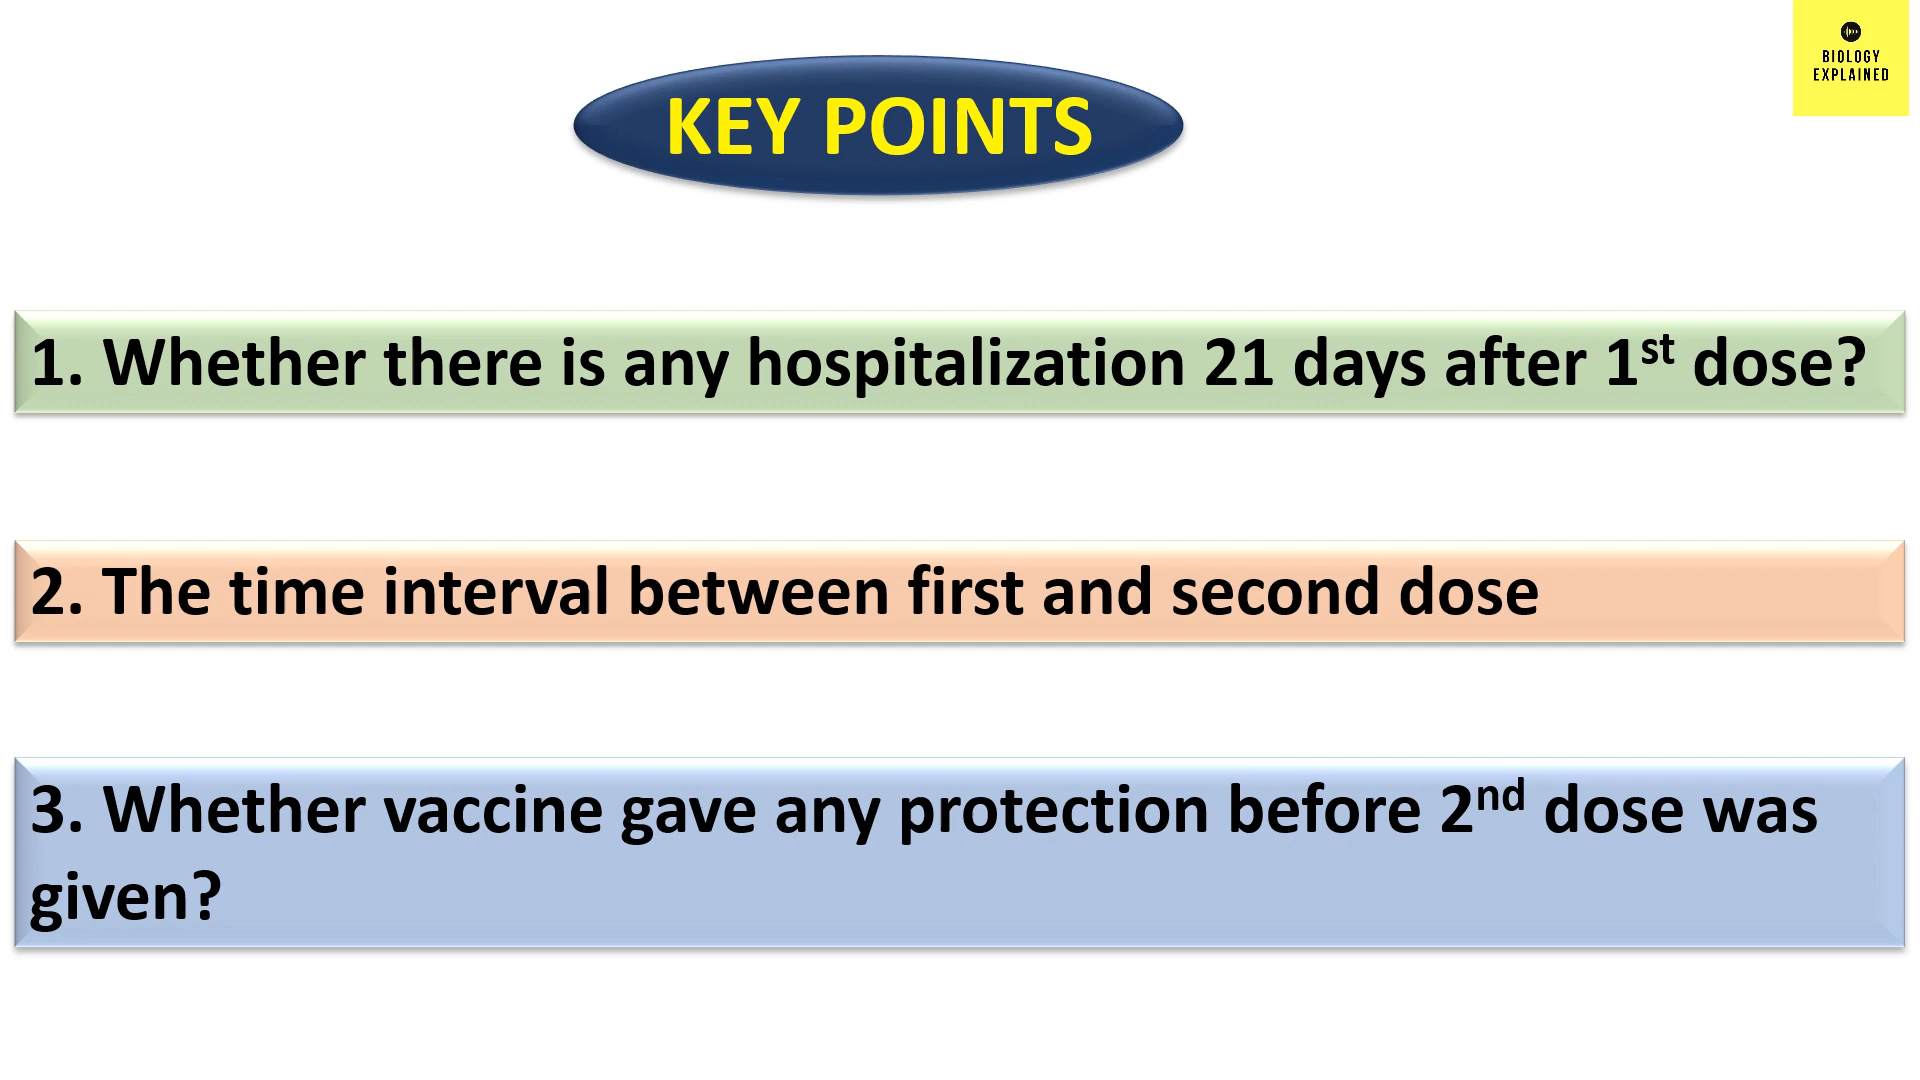 BIOLOGY
EXPLAINED
KEY POINTS
1. Whether there is any hospitalization 21 days after 1st dose?
2. The time interval between first and second dose
3. Whether vaccine gave any protection before 2nd dose was
given?